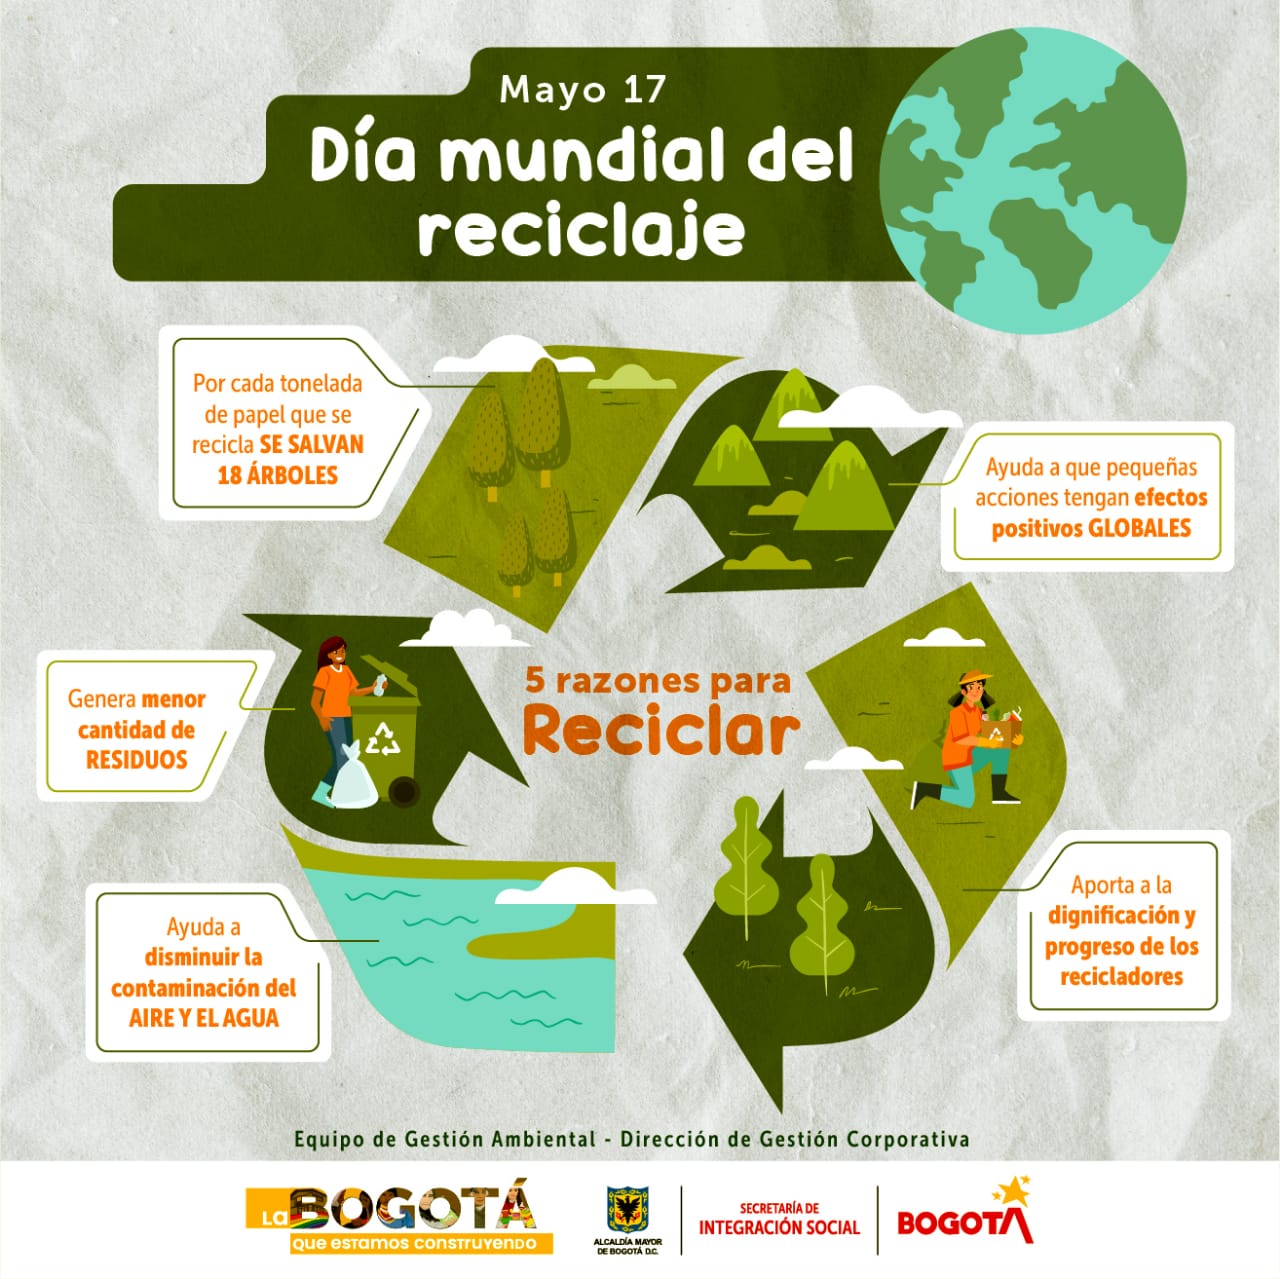 Mayo 17
Día mundial del
reciclaje
Por cada tonelada
de papel que se
recicla SE SALVAN
18 ÁRBOLES
Ayuda a que pequeñas
acciones tengan efectos
positivos GLOBALES
5 razones para
Reciclar
Genera menor
cantidad de
RESIDUOS
Aporta a la
dignificación y
progreso de los
recicladores
Ayuda a
disminuir la
contaminación del
AIRE Y EL AGUA
Equipo de Gestión Ambiental - Dirección de Gestión Corporativa
La BOGOTÁ
que estamos construyendo
ALCALDÍA MAYOR
DE BOGOTÁ D.C.
SECRETARÍA DE
INTEGRACIÓN SOCIAL
BOGOTÁ